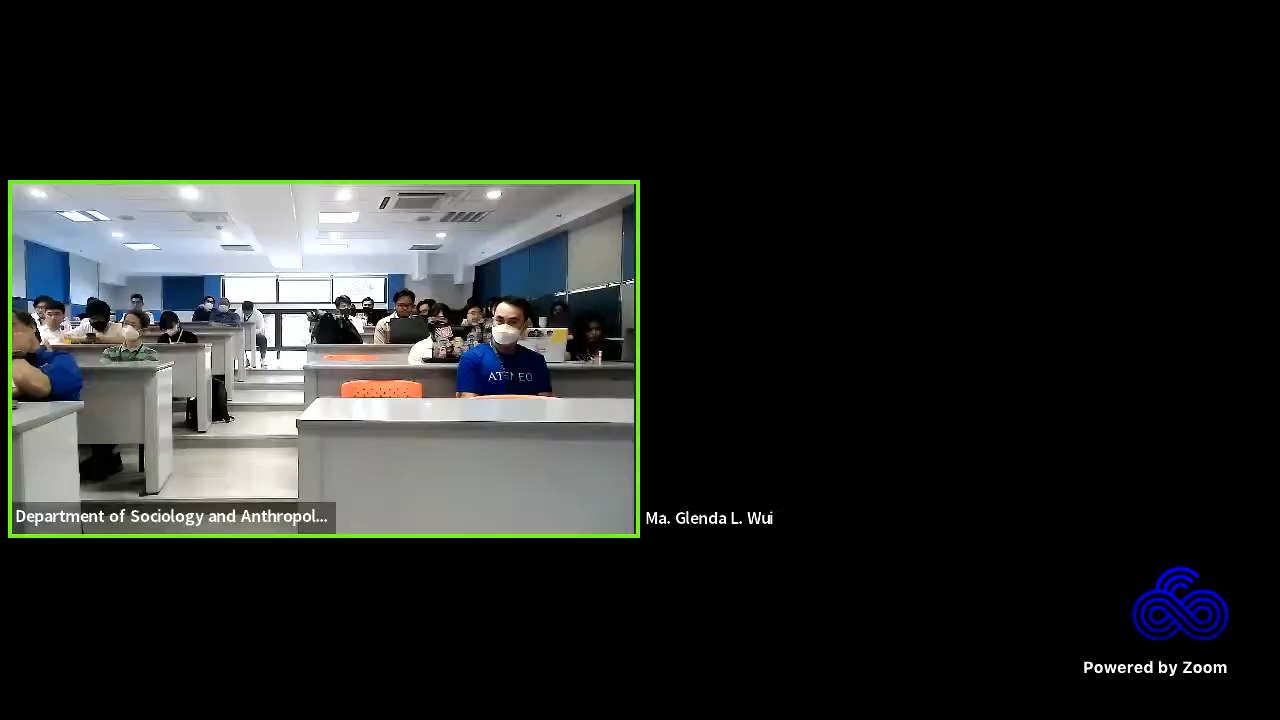 ATENEO
Department of Sociology and Anthropol...
Ma. Glenda L. Wui
Powered by Zoom